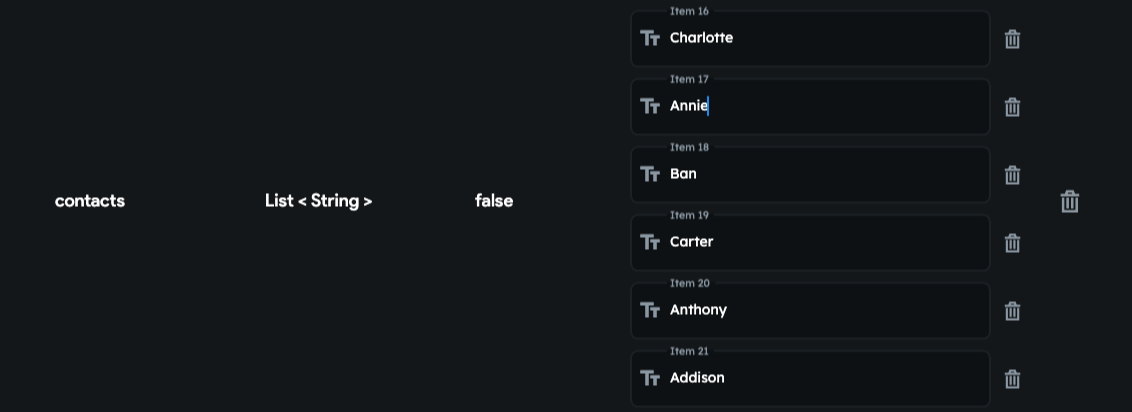 Item 16
Charlotte
Item 17
Annie
Item 18
Ban
contacts
List < String >
false
Item 19
Carter
Item 20
Anthony
Item 21
Addison